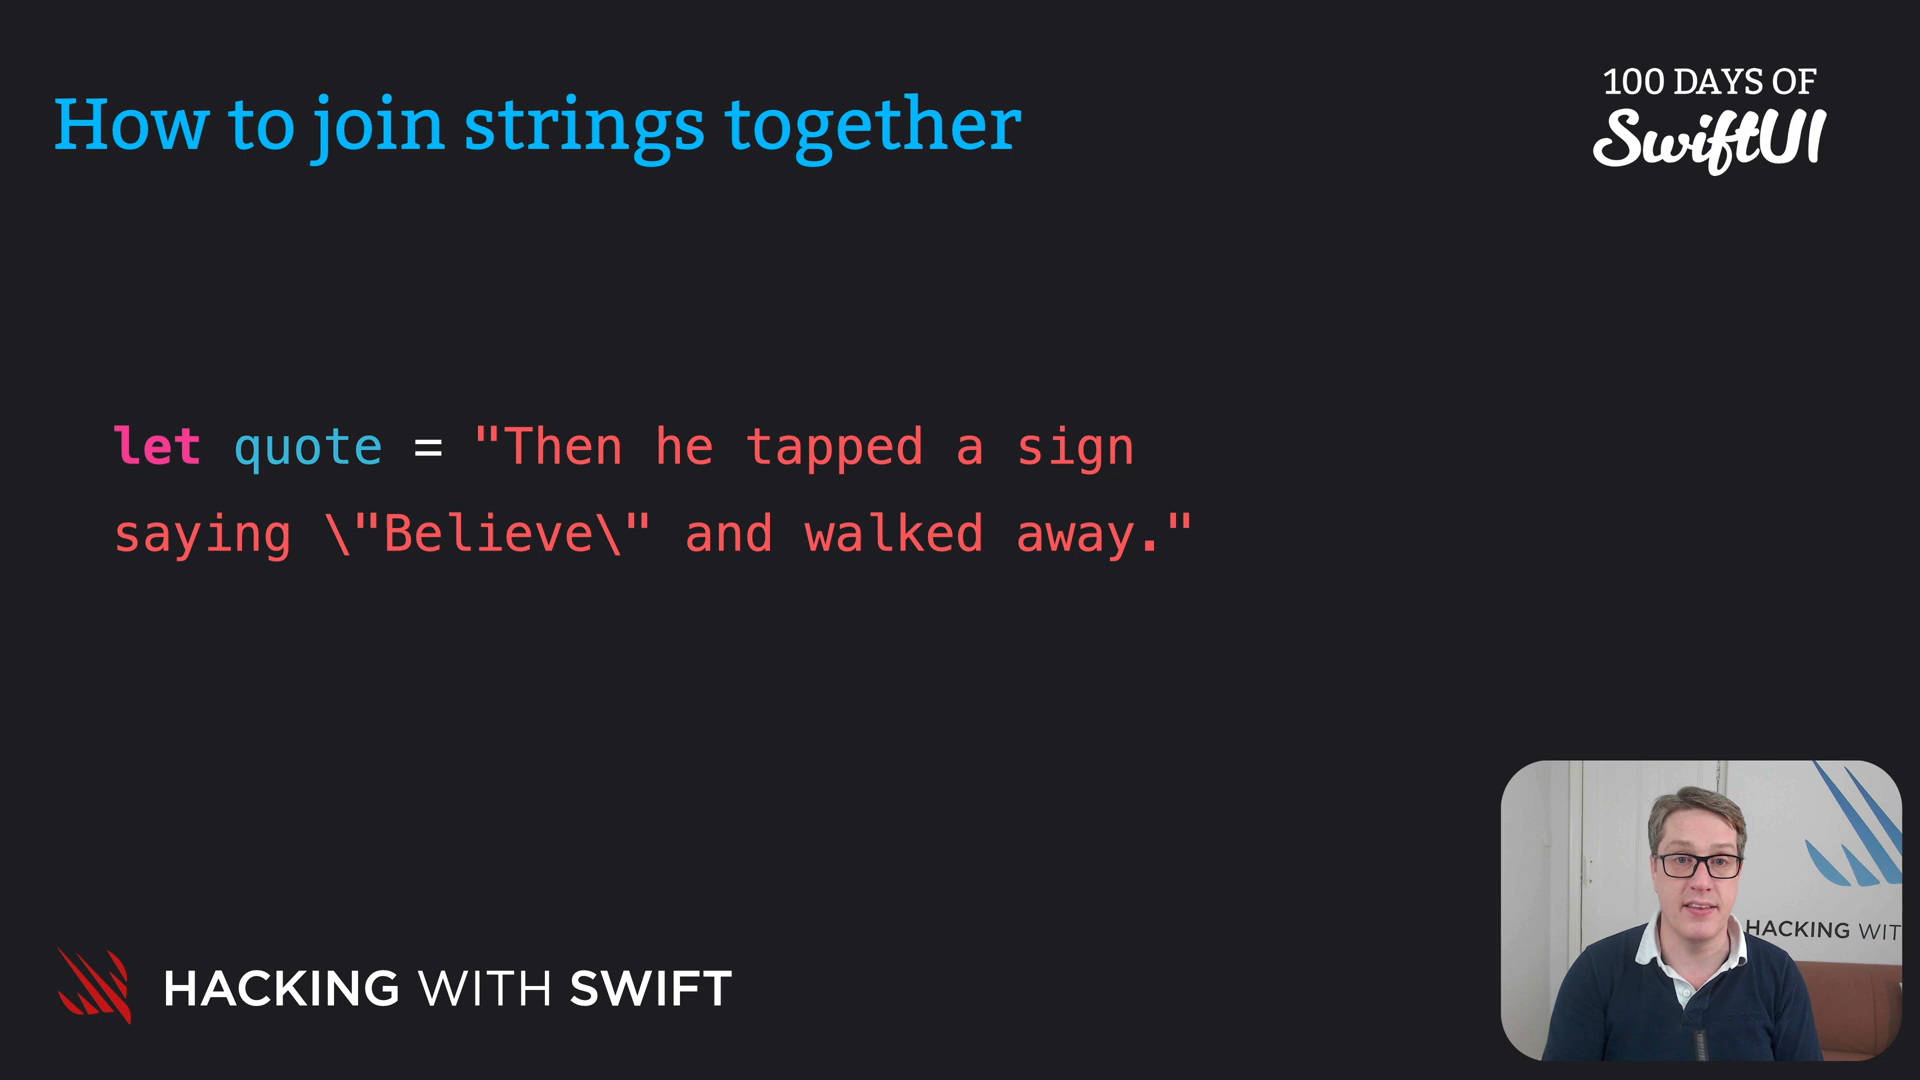 How to join strings together
100 DAYS OF
SwiftUI
let quote = "Then he tapped a sign
saying \"Believe\" and walked away."
HACKING WIT
HACKING WITH SWIFT